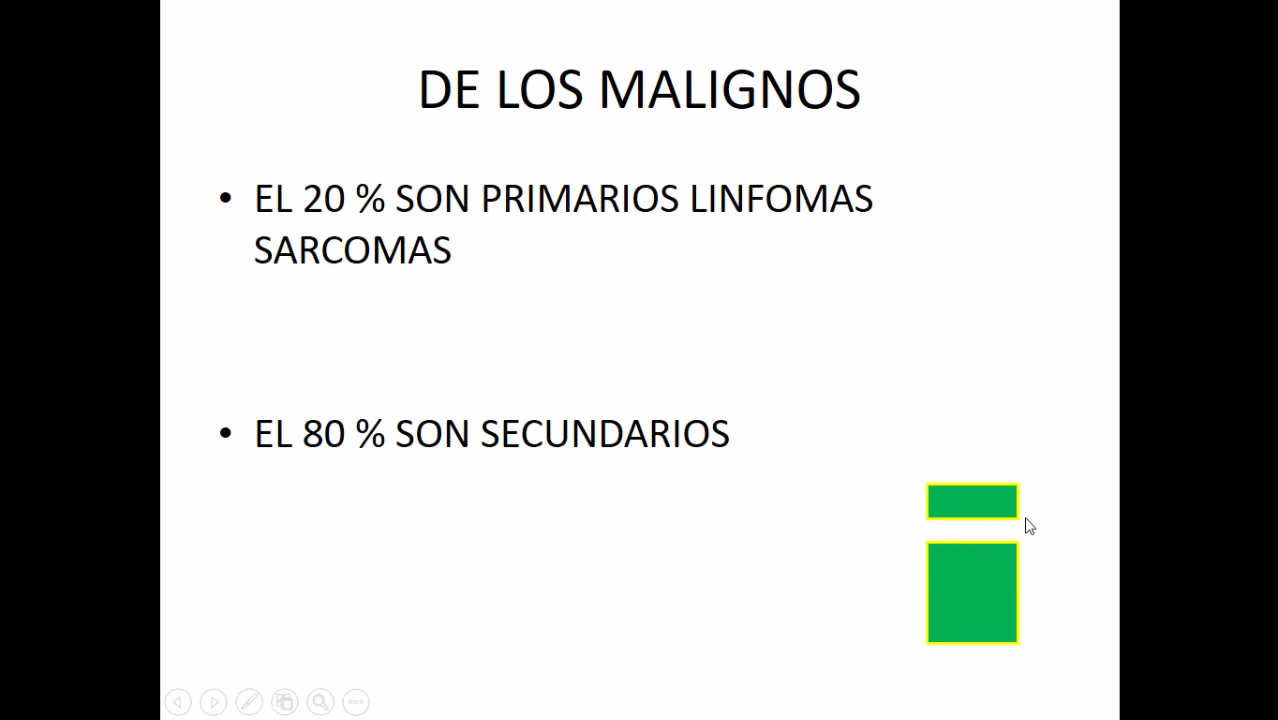 DE LOS MALIGNOS
• EL 20 % SON PRIMARIOS LINFOMAS
SARCOMAS
• EL 80 % SON SECUNDARIOS